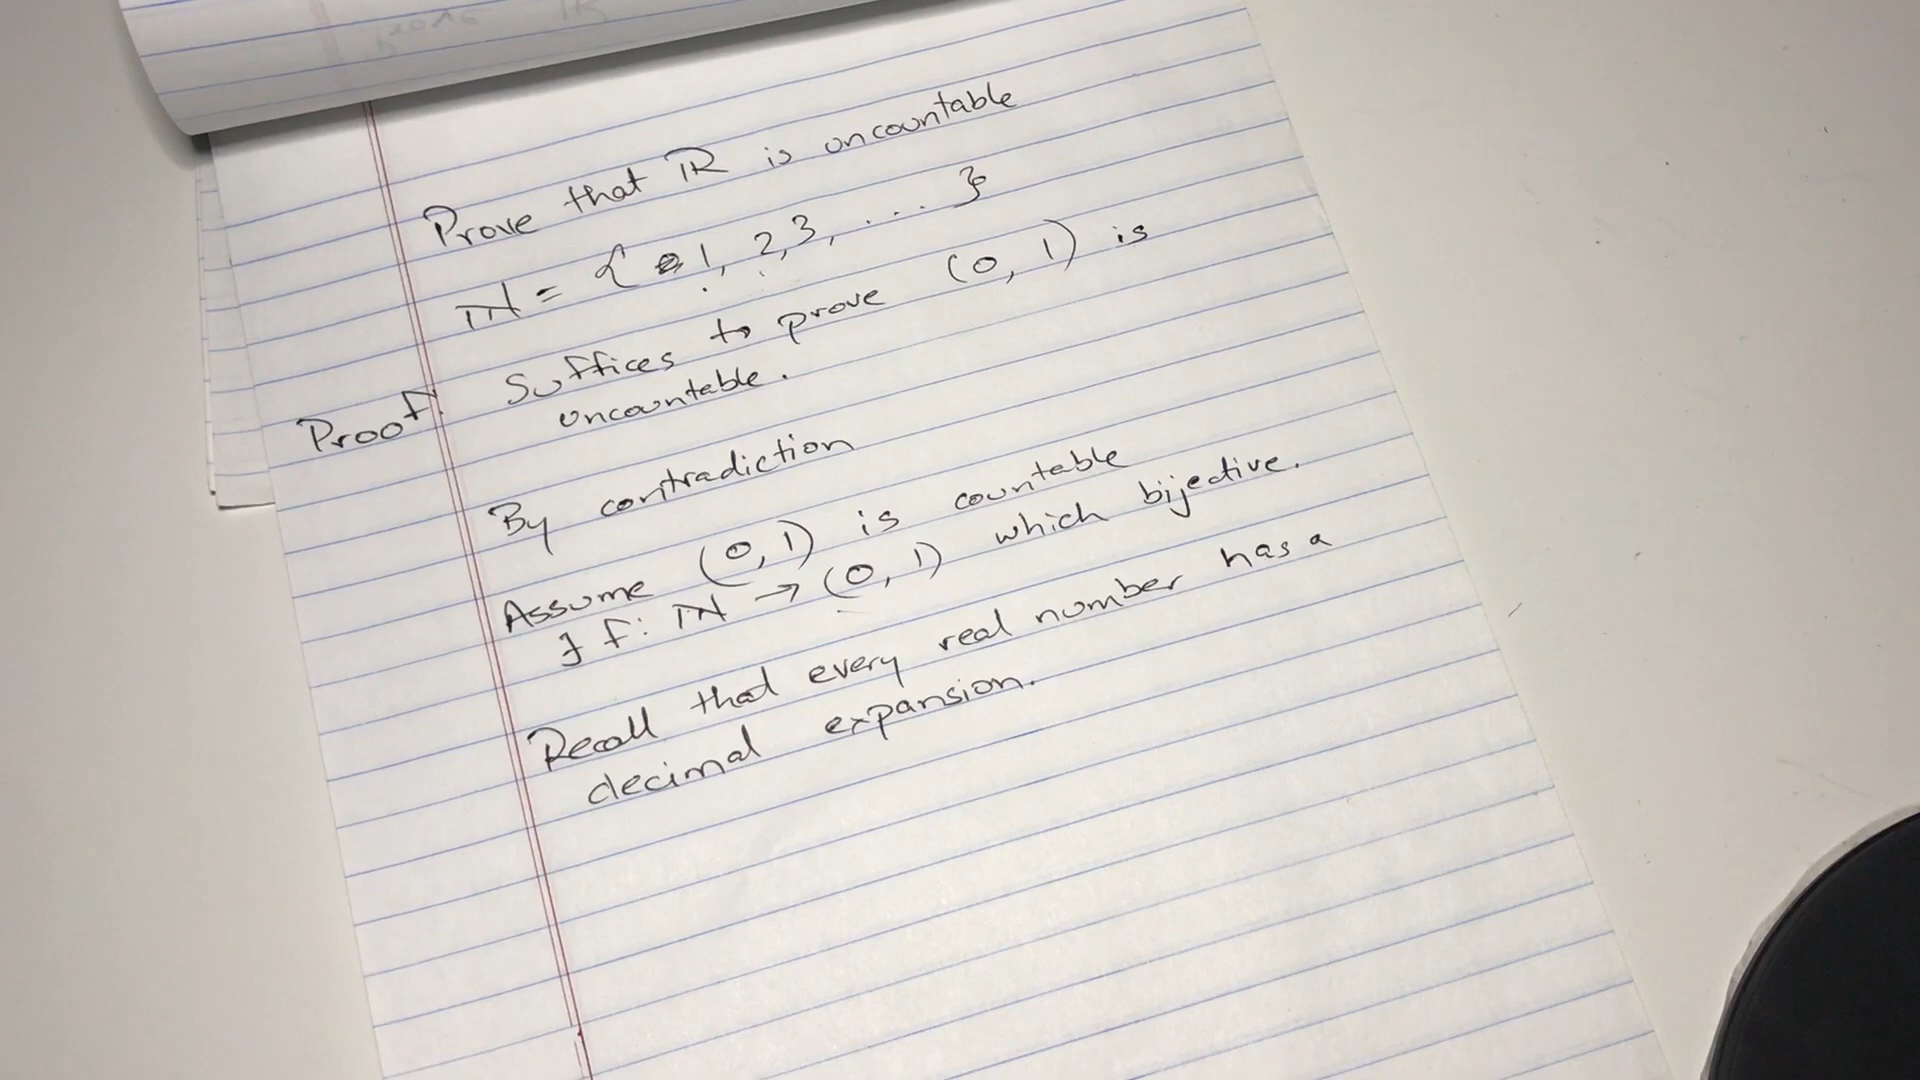 Prove that ℝ is uncountable
ℕ = { 1, 2, 3, ... }
Proof: Suffices to prove (0, 1) is
uncountable.
By contradiction
Assume (0, 1) is countable
∃ f: ℕ → (0, 1) which bijective.
Recall that every real number has a
decimal expansion.